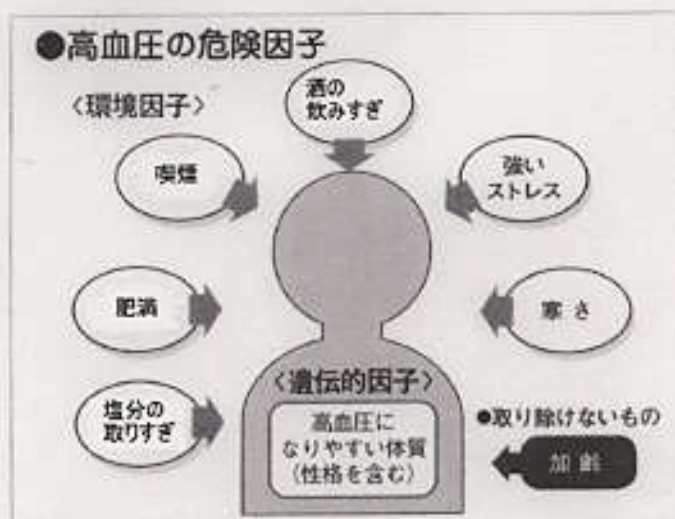 ●高血圧の危険因子
〈環境因子〉
酒の
飲みすぎ
喫煙
強い
ストレス
肥満
寒さ
塩分の
取りすぎ
〈遺伝的因子〉
高血圧に
なりやすい体質
(性格を含む)
●取り除けないもの
加齢